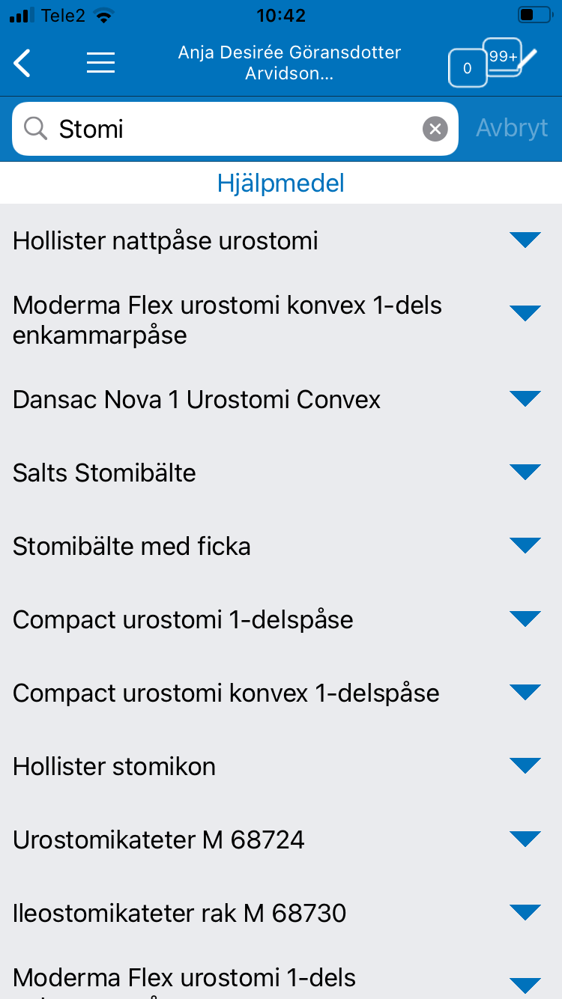 Tele2
10:42
Anja Desirée Göransdotter
Arvidson...
0
99+
Stomi
Avbryt
Hjälpmedel
Hollister nattpåse urostomi
Moderma Flex urostomi konvex 1-dels
enkammarpåse
Dansac Nova 1 Urostomi Convex
Salts Stomibälte
Stomibälte med ficka
Compact urostomi 1-delspåse
Compact urostomi konvex 1-delspåse
Hollister stomikon
Urostomikateter M 68724
Ileostomikateter rak M 68730
Moderma Flex urostomi 1-dels